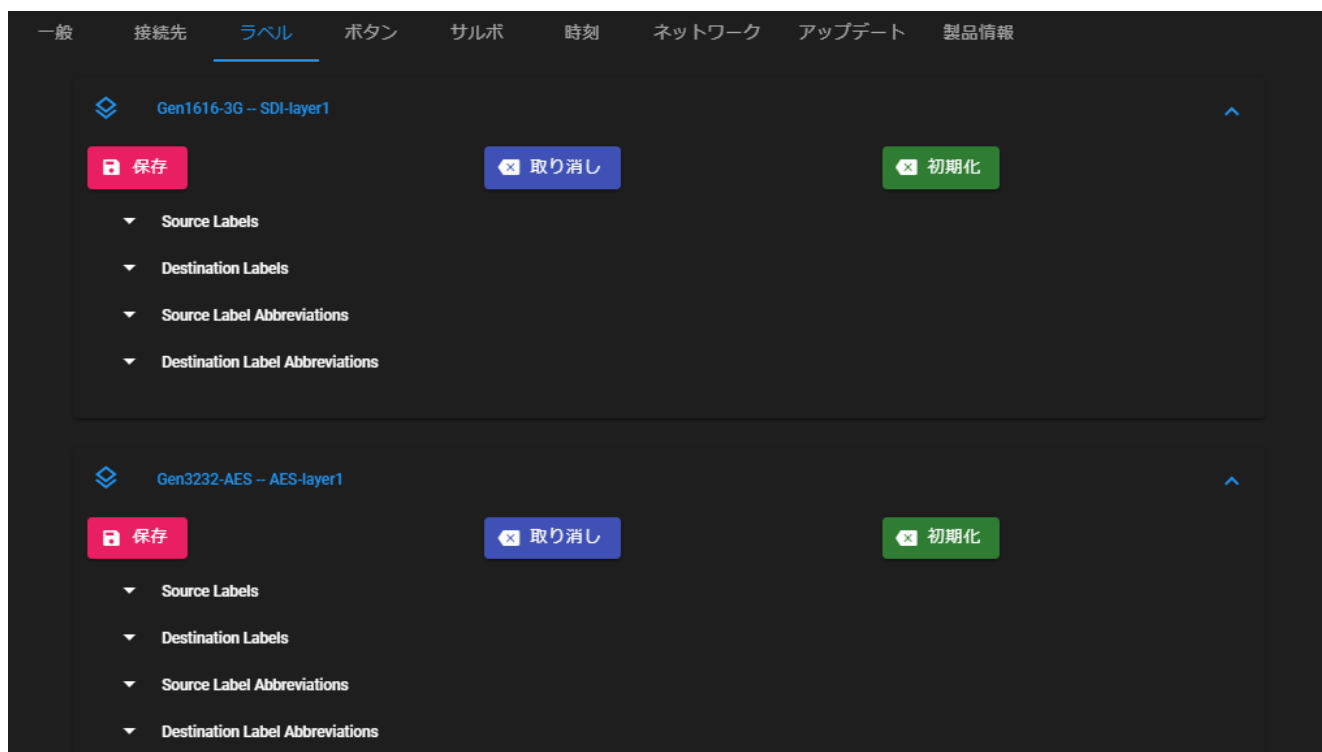 一般 接続先 ラベル ボタン サルボ 時刻 ネットワーク アップデート 製品情報
Gen1616-3G -- SDI-layer1
保存 取り消し 初期化
Source Labels
Destination Labels
Source Label Abbreviations
Destination Label Abbreviations
Gen3232-AES -- AES-layer1
保存 取り消し 初期化
Source Labels
Destination Labels
Source Label Abbreviations
Destination Label Abbreviations